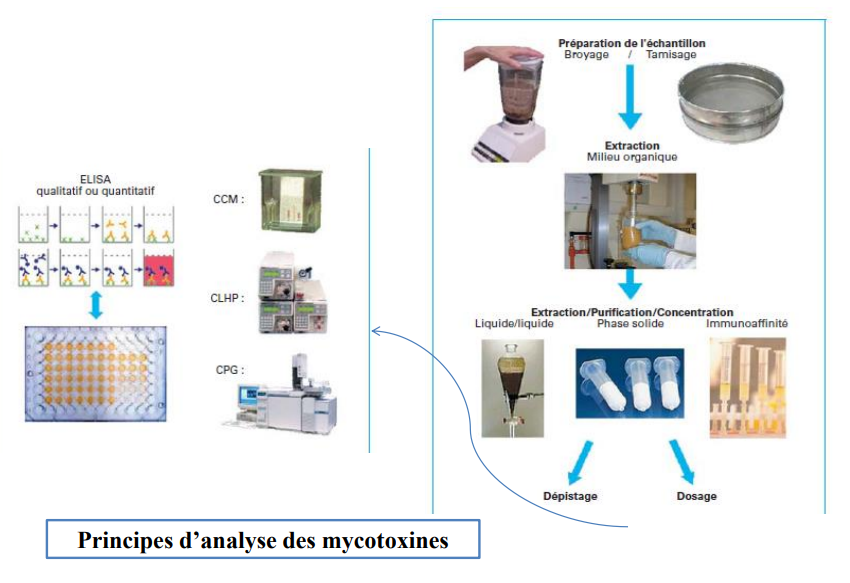 Préparation de l'échantillon
Broyage / Tamisage
Extraction
Milieu organique
Extraction/Purification/Concentration
Liquide/liquide Phase solide Immunoaffinité
Dépistage Dosage
ELISA
qualitatif ou quantitatif
CCM :
CLHP :
CPG :
Principes d'analyse des mycotoxines